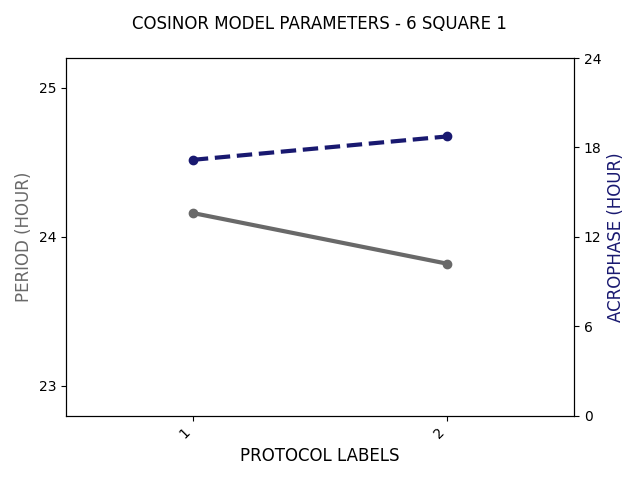 COSINOR MODEL PARAMETERS - 6 SQUARE 1
25
24
23
PERIOD (HOUR)
24
18
12
6
0
ACROPHASE (HOUR)
1
2
PROTOCOL LABELS